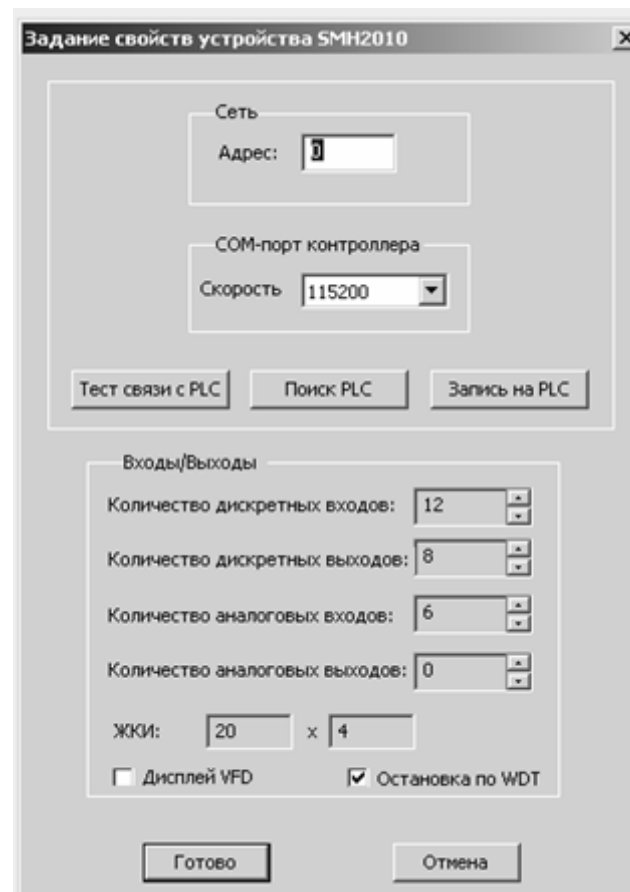 Задание свойств устройства SMH2010
Сеть
Адрес: 0
COM-порт контроллера
Скорость 115200
Тест связи с PLC Поиск PLC Запись на PLC
Входы/Выходы
Количество дискретных входов: 12
Количество дискретных выходов: 8
Количество аналоговых входов: 6
Количество аналоговых выходов: 0
ЖКИ: 20 x 4
Дисплей VFD Остановка по WDT
Готово Отмена